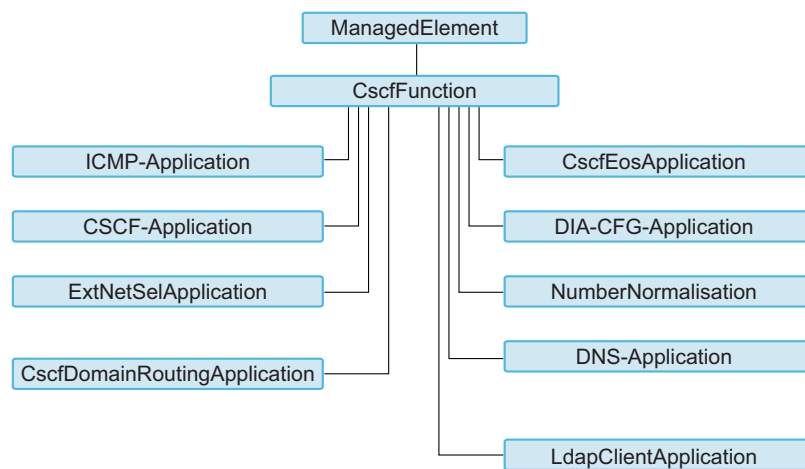 ManagedElement
CscfFunction
ICMP-Application
CscfEosApplication
CSCF-Application
DIA-CFG-Application
ExtNetSelApplication
NumberNormalisation
CscfDomainRoutingApplication
DNS-Application
LdapClientApplication